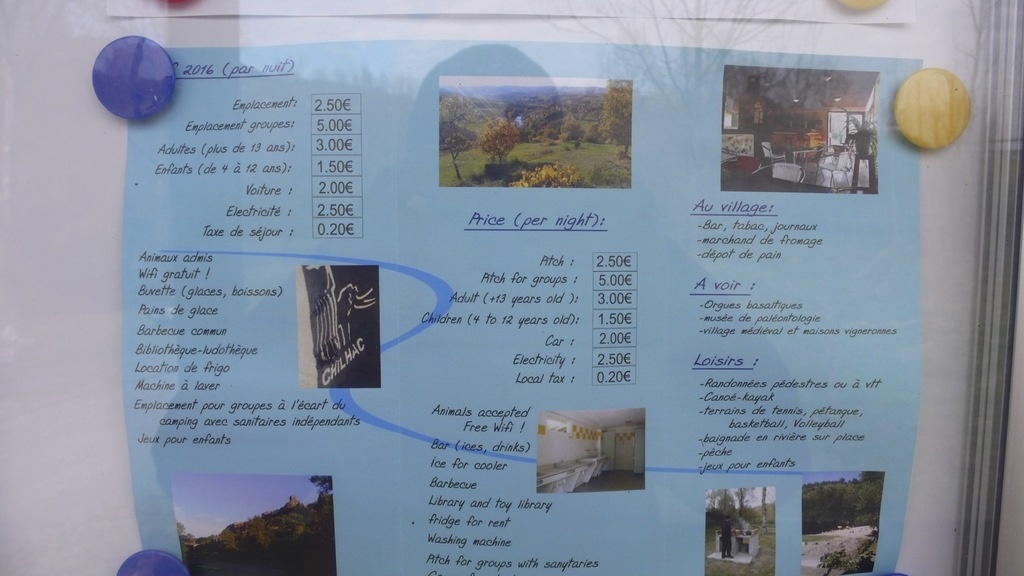 2016 (par nuit)
Emplacement: 2.50€
Emplacement groupes: 5.00€
Adultes (plus de 13 ans): 3.00€
Enfants (de 4 à 12 ans): 1.50€
Voiture : 2.00€
Electricité : 2.50€
Taxe de séjour : 0.20€
Animaux admis
Wifi gratuit !
Buvette (glaces, boissons)
Pains de glace
Barbecue commun
Bibliothèque-ludothèque
Location de frigo
Machine à laver
Emplacement pour groupes à l'écart du
camping avec sanitaires indépendants
Jeux pour enfants
CHILHAC
Price (per night):
Pitch : 2.50€
Pitch for groups : 5.00€
Adult (+13 years old ): 3.00€
Children (4 to 12 years old): 1.50€
Car : 2.00€
Electricity : 2.50€
Local tax : 0.20€
Animals accepted
Free Wifi !
Bar (ices, drinks)
Ice for cooler
Barbecue
Library and toy library
fridge for rent
Washing machine
Pitch for groups with sanytaries
Au village:
-Bar, tabac, journaux
-marchand de fromage
-dépot de pain
A voir :
-Orgues basaltiques
-musée de paléontologie
-village médiéval et maisons vigneronnes
Loisirs :
-Randonnées pédestres ou à vtt
-Canoé-kayak
-terrains de tennis, pétanque,
basketball, Volleyball
-baignade en rivière sur place
-pêche
-jeux pour enfants